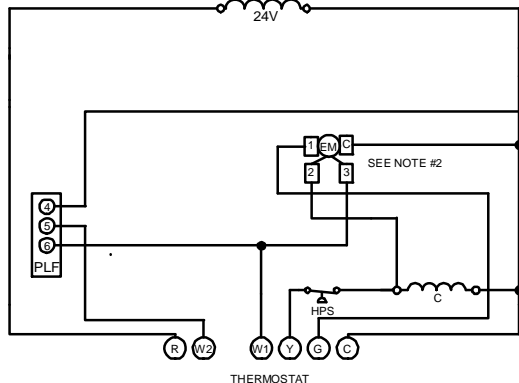 24V
1 EM C
SEE NOTE #2
2 3
4
5
6
PLF
C
HPS
R W2 W1 Y G C
THERMOSTAT